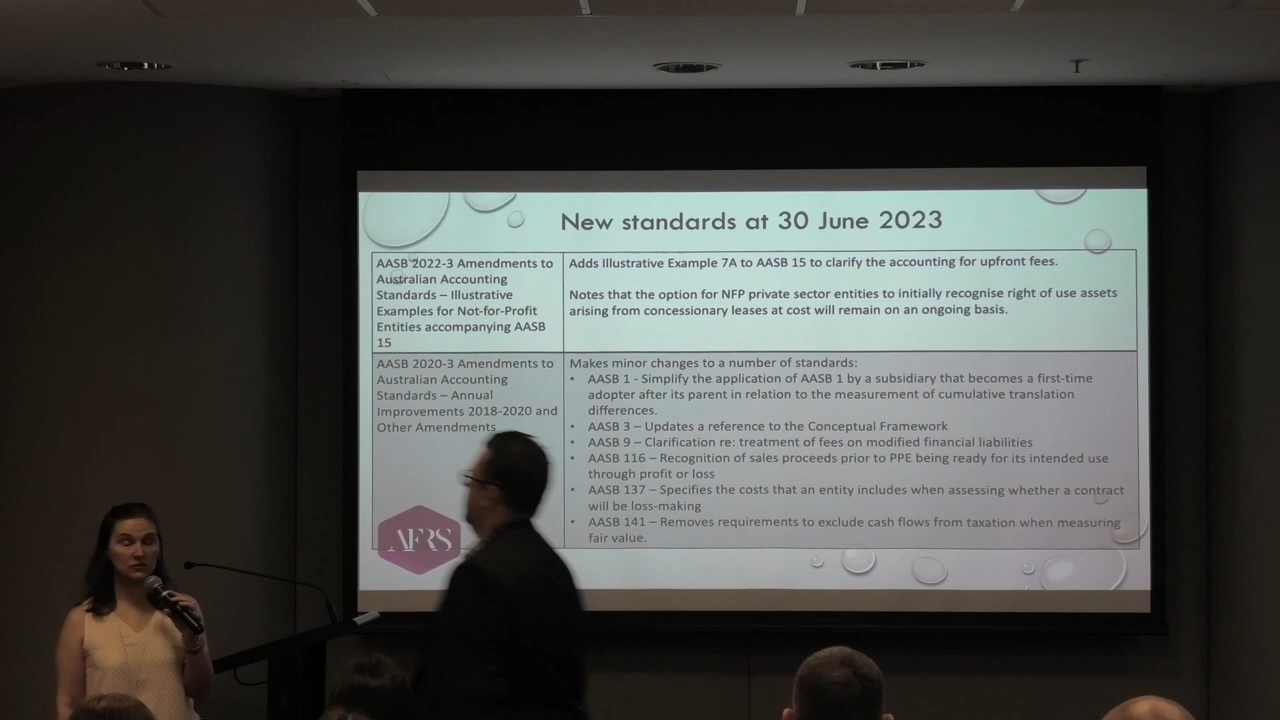 New standards at 30 June 2023
AASB 2022-3 Amendments to
Australian Accounting
Standards – Illustrative
Examples for Not-for-Profit
Entities accompanying AASB
15
Adds Illustrative Example 7A to AASB 15 to clarify the accounting for upfront fees.
Notes that the option for NFP private sector entities to initially recognise right of use assets
arising from concessionary leases at cost will remain on an ongoing basis.
AASB 2020-3 Amendments to
Australian Accounting
Standards – Annual
Improvements 2018-2020 and
Other Amendments
Makes minor changes to a number of standards:
• AASB 1 - Simplify the application of AASB 1 by a subsidiary that becomes a first-time
adopter after its parent in relation to the measurement of cumulative translation
differences.
• AASB 3 – Updates a reference to the Conceptual Framework
• AASB 9 – Clarification re: treatment of fees on modified financial liabilities
• AASB 116 – Recognition of sales proceeds prior to PPE being ready for its intended use
through profit or loss
• AASB 137 – Specifies the costs that an entity includes when assessing whether a contract
will be loss-making
• AASB 141 – Removes requirements to exclude cash flows from taxation when measuring
fair value.
AFRS